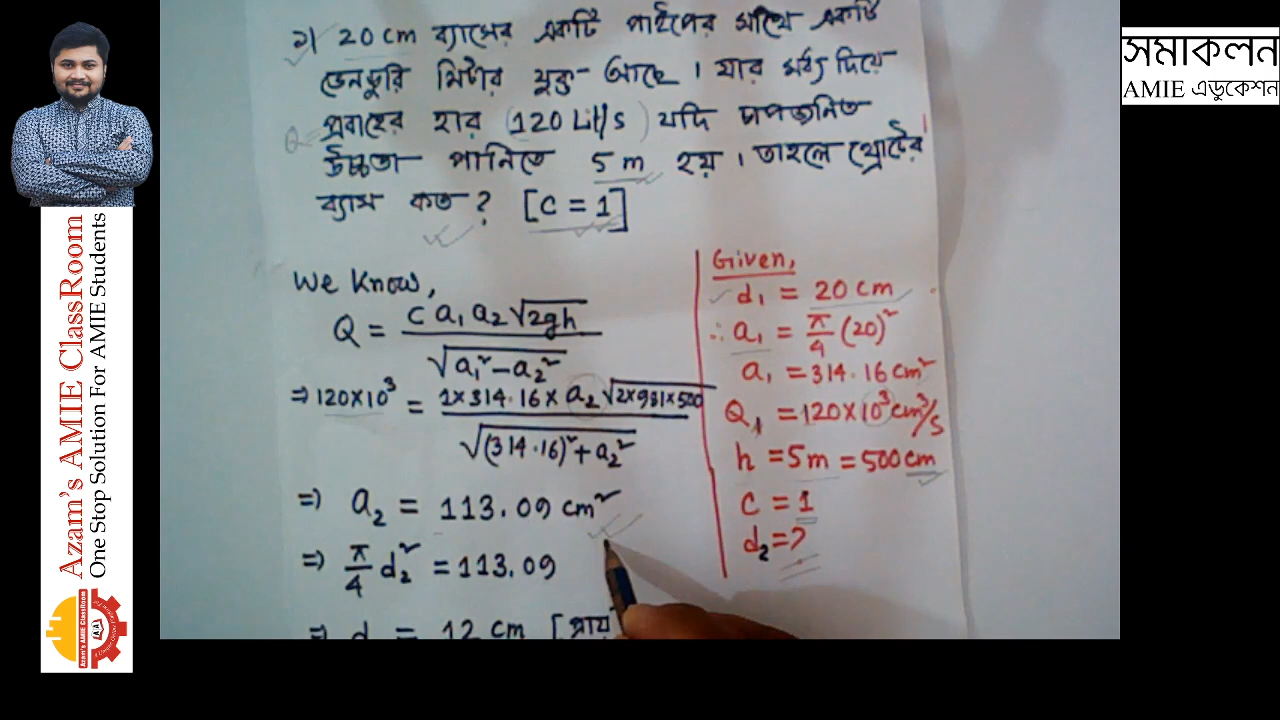 ১) 20 cm ব্যাসের একটি পাইপের সাথে একটি
ভেনচুরি মিটার যুক্ত আছে। যার মধ্য দিয়ে
Q= প্রবাহের হার (120 Lit/s) যদি চাপজনিত
উচ্চতা পানিতে 5 m হয়। তাহলে থ্রোটের
ব্যাস কত? [C = 1]
We Know,
Q = C a₁ a₂ √2gh / √a₁² - a₂²
⇒ 120×10³ = 1×314.16× a₂ √2×981×500 / √(314.16)²+a₂²
⇒ a₂ = 113.09 cm²
⇒ π/4 d₂² = 113.09
⇒ d = 12 cm [প্রায়
Given,
d₁ = 20 cm
∴ a₁ = π/4 (20)²
a₁ = 314.16 cm²
Q₁ = 120×10³ cm³/s
h = 5m = 500 cm
C = 1
d₂ = ?
সমাকলন
AMIE এডুকেশন
Azam's AMIE ClassRoom
One Stop Solution For AMIE Students
Azam's AMIE ClassRoom